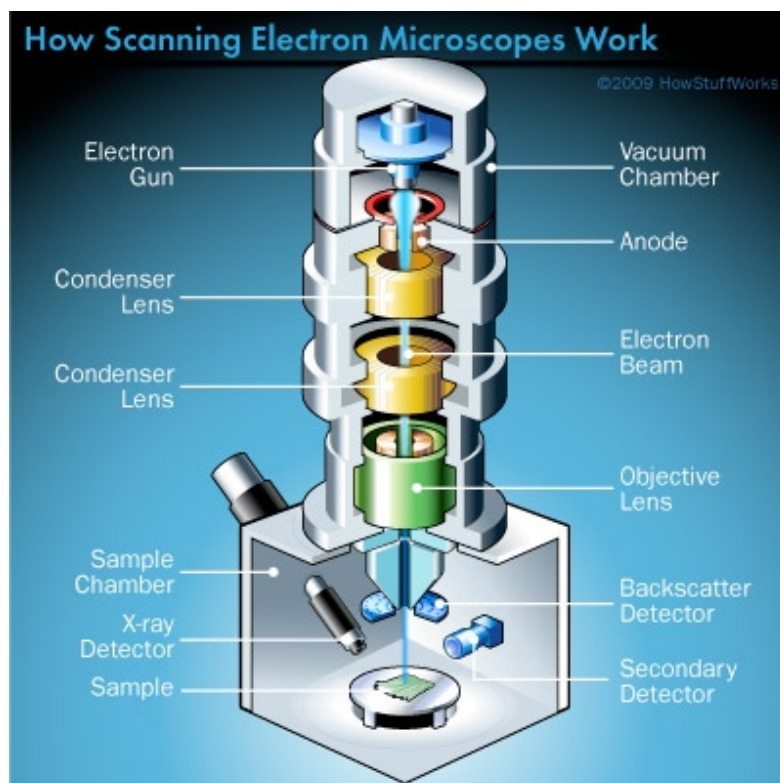 How Scanning Electron Microscopes Work
©2009 HowStuffWorks
Electron
Gun
Vacuum
Chamber
Anode
Condenser
Lens
Electron
Beam
Condenser
Lens
Objective
Lens
Sample
Chamber
Backscatter
Detector
X-ray
Detector
Secondary
Detector
Sample